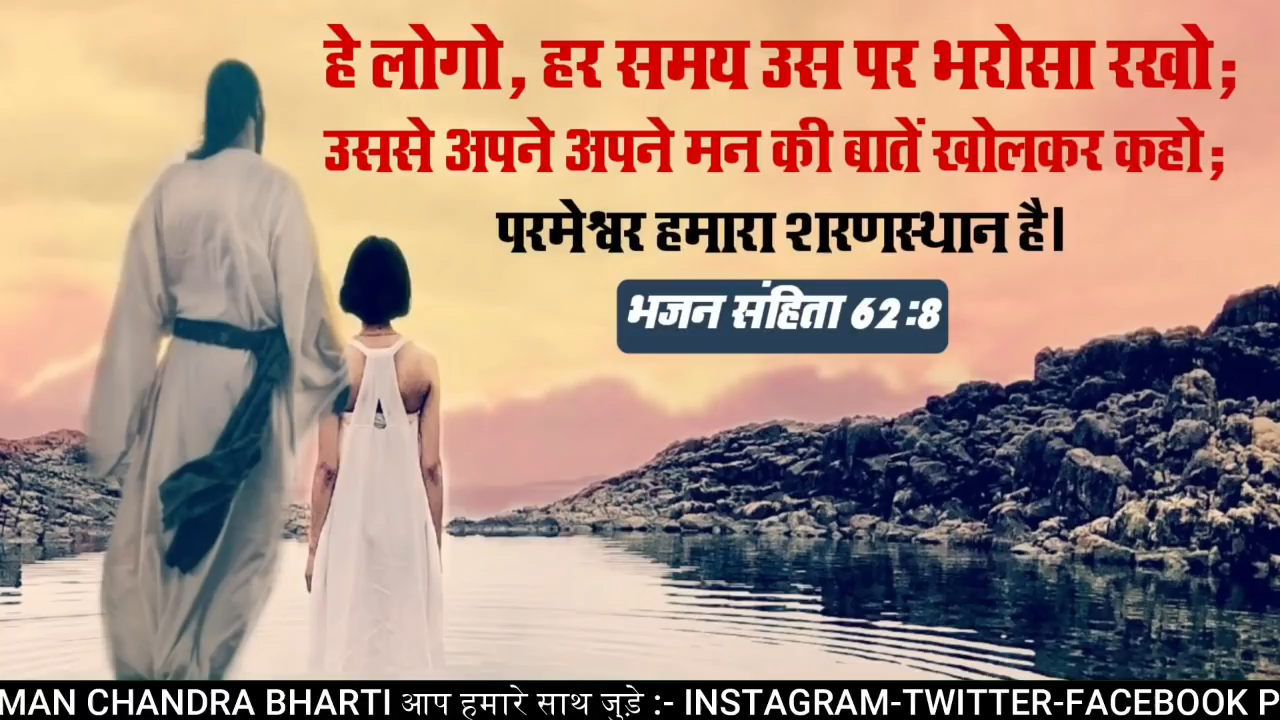 हे लोगो, हर समय उस पर भरोसा रखो;
उससे अपने अपने मन की बातें खोलकर कहो;
परमेश्वर हमारा शरणस्थान है।
भजन संहिता 62:8
MAN CHANDRA BHARTI आप हमारे साथ जुड़े :- INSTAGRAM-TWITTER-FACEBOOK P